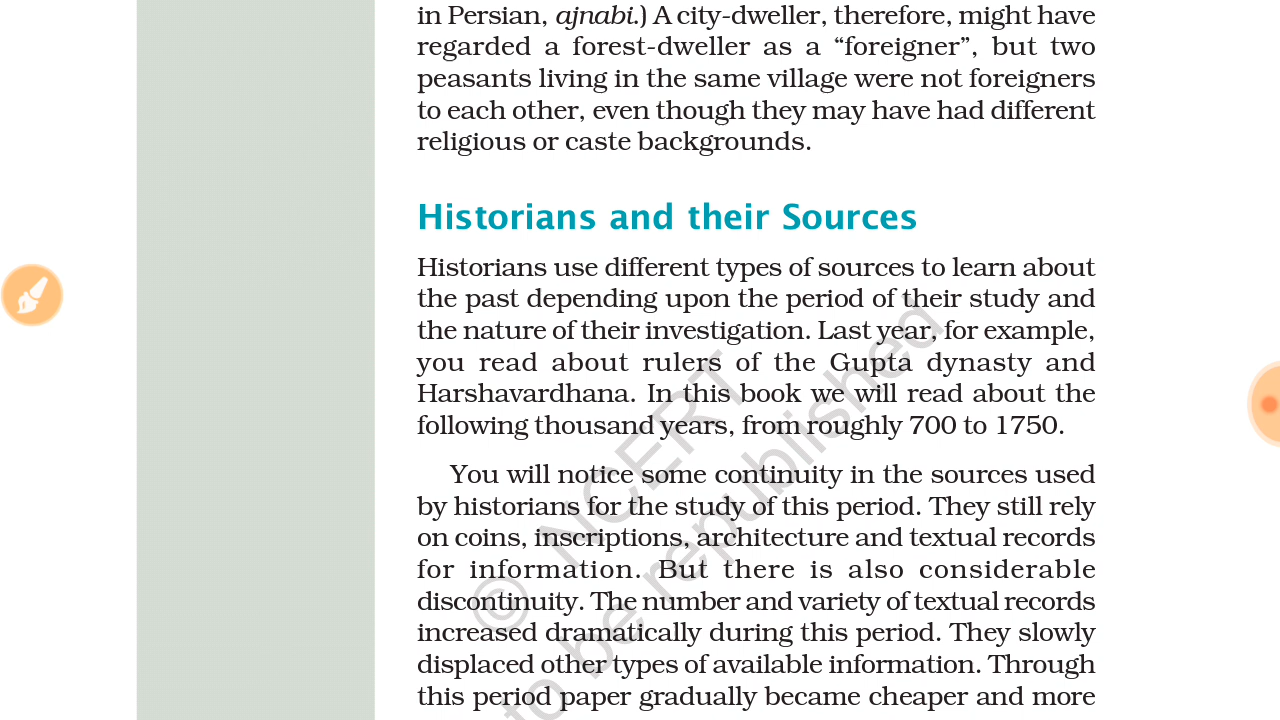 in Persian, ajnabi.) A city-dweller, therefore, might have
regarded a forest-dweller as a “foreigner”, but two
peasants living in the same village were not foreigners
to each other, even though they may have had different
religious or caste backgrounds.
Historians and their Sources
Historians use different types of sources to learn about
the past depending upon the period of their study and
the nature of their investigation. Last year, for example,
you read about rulers of the Gupta dynasty and
Harshavardhana. In this book we will read about the
following thousand years, from roughly 700 to 1750.
You will notice some continuity in the sources used
by historians for the study of this period. They still rely
on coins, inscriptions, architecture and textual records
for information. But there is also considerable
discontinuity. The number and variety of textual records
increased dramatically during this period. They slowly
displaced other types of available information. Through
this period paper gradually became cheaper and more
© NCERT
to be republished